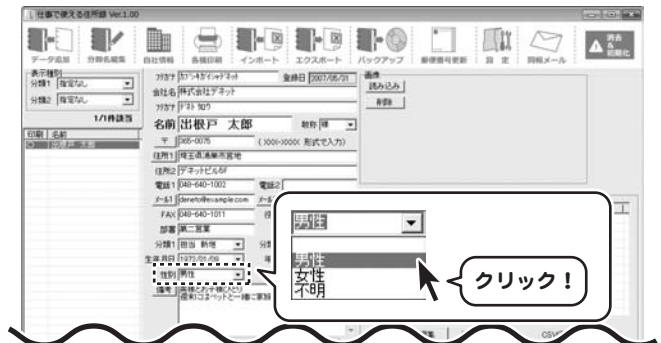 仕事で使える住所録 Ver.1.00
データ追加 分類名編集 自社情報 各種印刷 インポート エクスポート バックアップ 郵便番号更新 設定 同報メール 消去&初期化
表示種別
分類1 指定なし
分類2 指定なし
1/1件該当
印刷 名前
○ 出根戸 太郎
フリガナ カブシキガイシャデネット 登録日 2007/05/31
会社名 株式会社デネット
フリガナ デネト タロウ
名前 出根戸 太郎 敬称 様
〒 365-0075 (XXX-XXXX 形式で入力)
住所1 埼玉県鴻巣市宮地
住所2 デネットビル6F
電話1 048-640-1002 電話2
メール1 deneto@example.com
FAX 048-640-1011
部署 第二営業
分類1 担当 新垣
生年月日 1973/01/09
性別 男性
備考
画像
読み込み
削除
男性
男性
女性
不明
クリック!
CSV